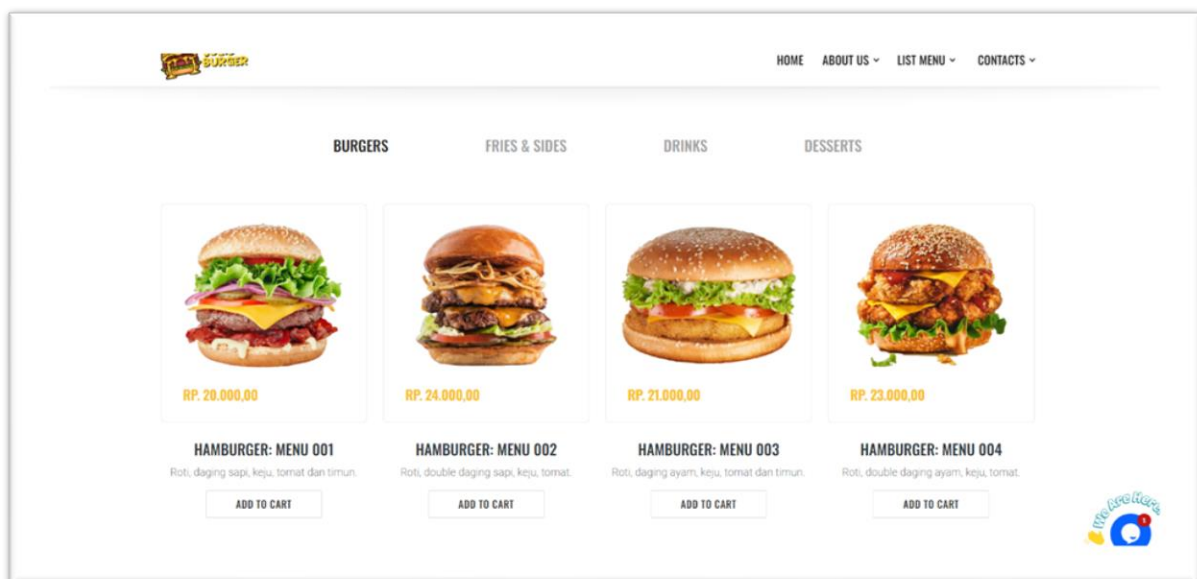 BURGER
HOME ABOUT US LIST MENU CONTACTS
BURGERS FRIES & SIDES DRINKS DESSERTS
RP. 20.000,00 RP. 24.000,00 RP. 21.000,00 RP. 23.000,00
HAMBURGER: MENU 001 HAMBURGER: MENU 002 HAMBURGER: MENU 003 HAMBURGER: MENU 004
Roti, daging sapi, keju, tomat dan timun. Roti, double daging sapi, keju, tomat. Roti, daging ayam, keju, tomat dan timun. Roti, double daging ayam, keju, tomat.
ADD TO CART ADD TO CART ADD TO CART ADD TO CART
We Are Here
1